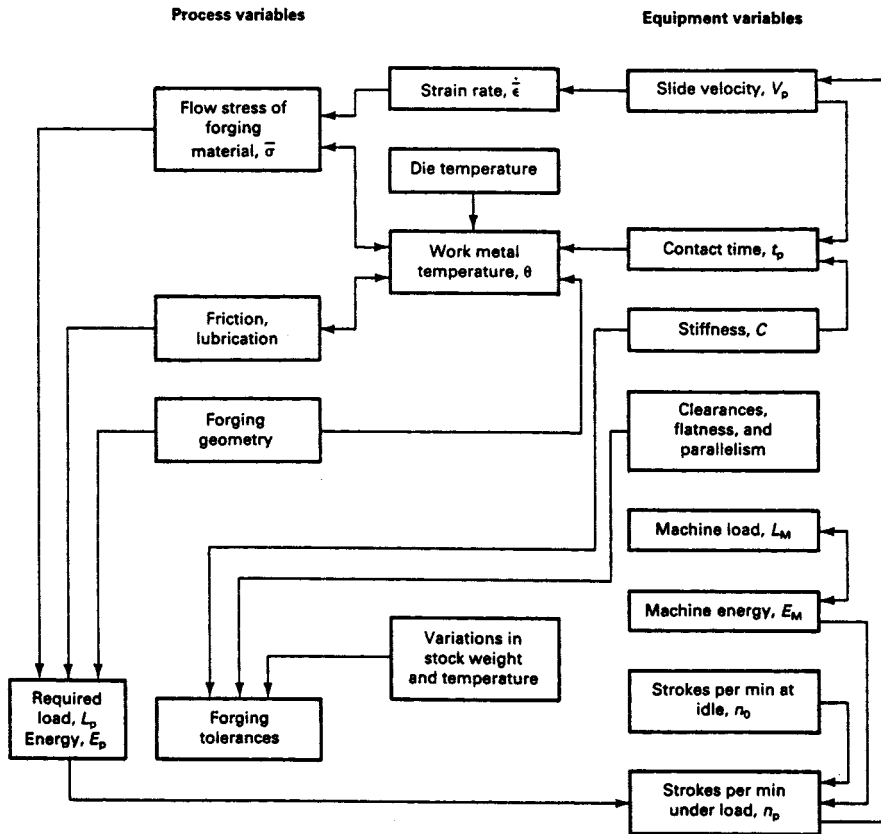 Process variables
Equipment variables
Flow stress of
forging
material, σ̅
Strain rate, ε̇̅
Slide velocity, Vp
Die temperature
Work metal
temperature, θ
Contact time, tp
Friction,
lubrication
Stiffness, C
Forging
geometry
Clearances,
flatness, and
parallelism
Machine load, LM
Machine energy, EM
Variations in
stock weight
and temperature
Required
load, Lp
Energy, Ep
Forging
tolerances
Strokes per min at
idle, n0
Strokes per min
under load, np